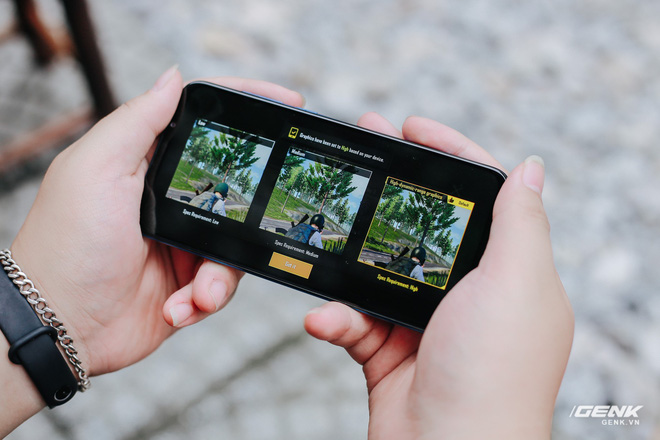 Graphics have been set to High based on your device.
Low
Medium
High-dynamic-range graphics
Default
Spec Requirement: Low
Spec Requirement: Medium
Spec Requirement: High
GENK
GENK.VN